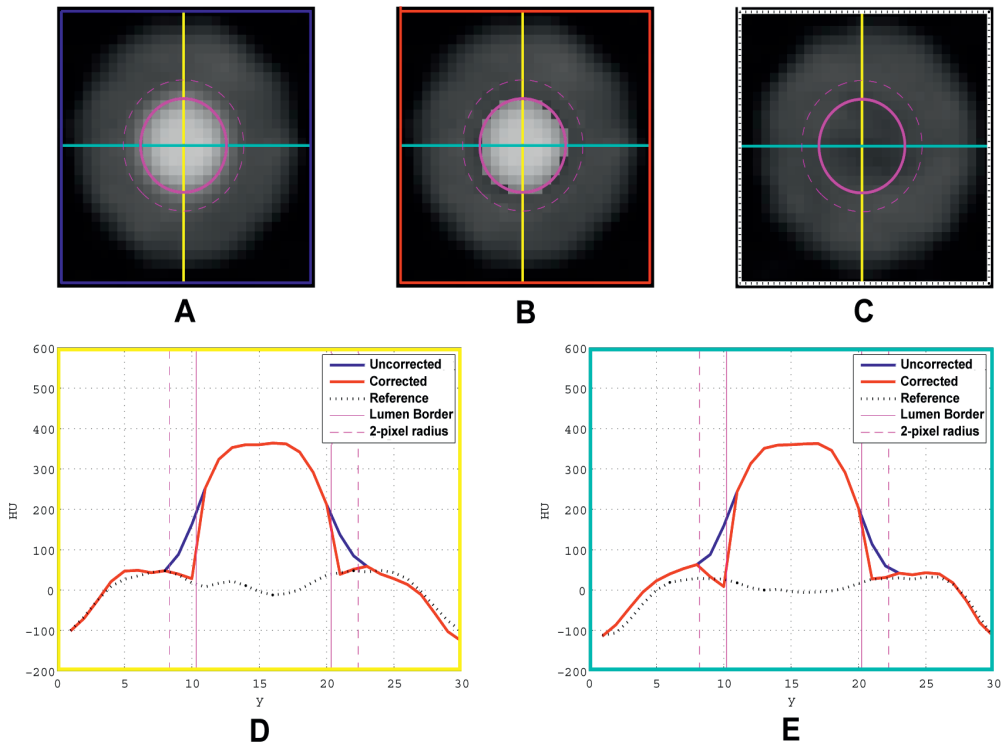 A
B
C
600
500
400
300
200
100
0
-100
-200
HU
0
5
10
15
20
25
30
Y
Uncorrected
Corrected
Reference
Lumen Border
2-pixel radius
D
600
500
400
300
200
100
0
-100
-200
HU
0
5
10
15
20
25
30
Y
Uncorrected
Corrected
Reference
Lumen Border
2-pixel radius
E